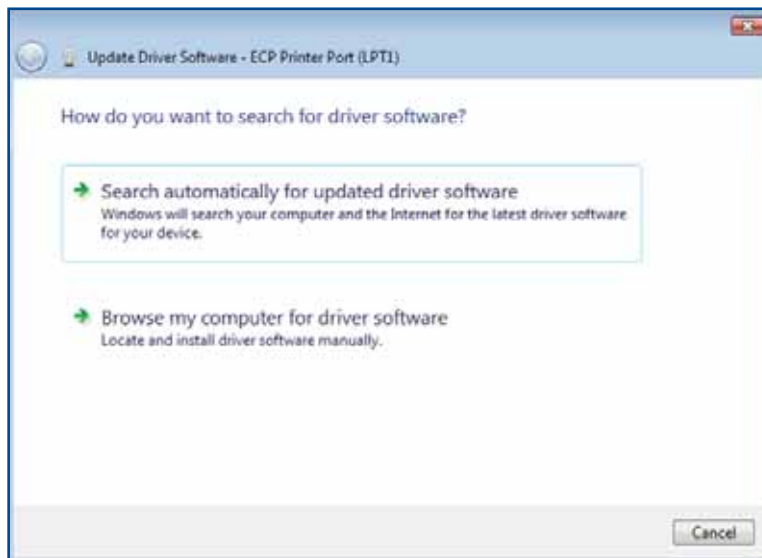 Update Driver Software - ECP Printer Port (LPT1)
How do you want to search for driver software?
Search automatically for updated driver software
Windows will search your computer and the Internet for the latest driver software
for your device.
Browse my computer for driver software
Locate and install driver software manually.
Cancel